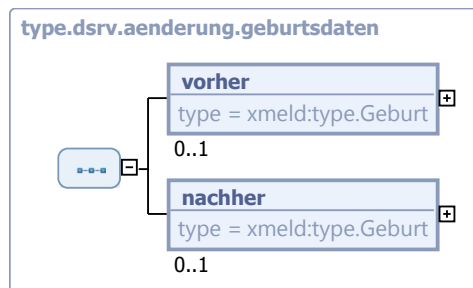 type.dsrv.aenderung.geburtsdaten
vorher
type = xmeld:type.Geburt
0..1
nachher
type = xmeld:type.Geburt
0..1